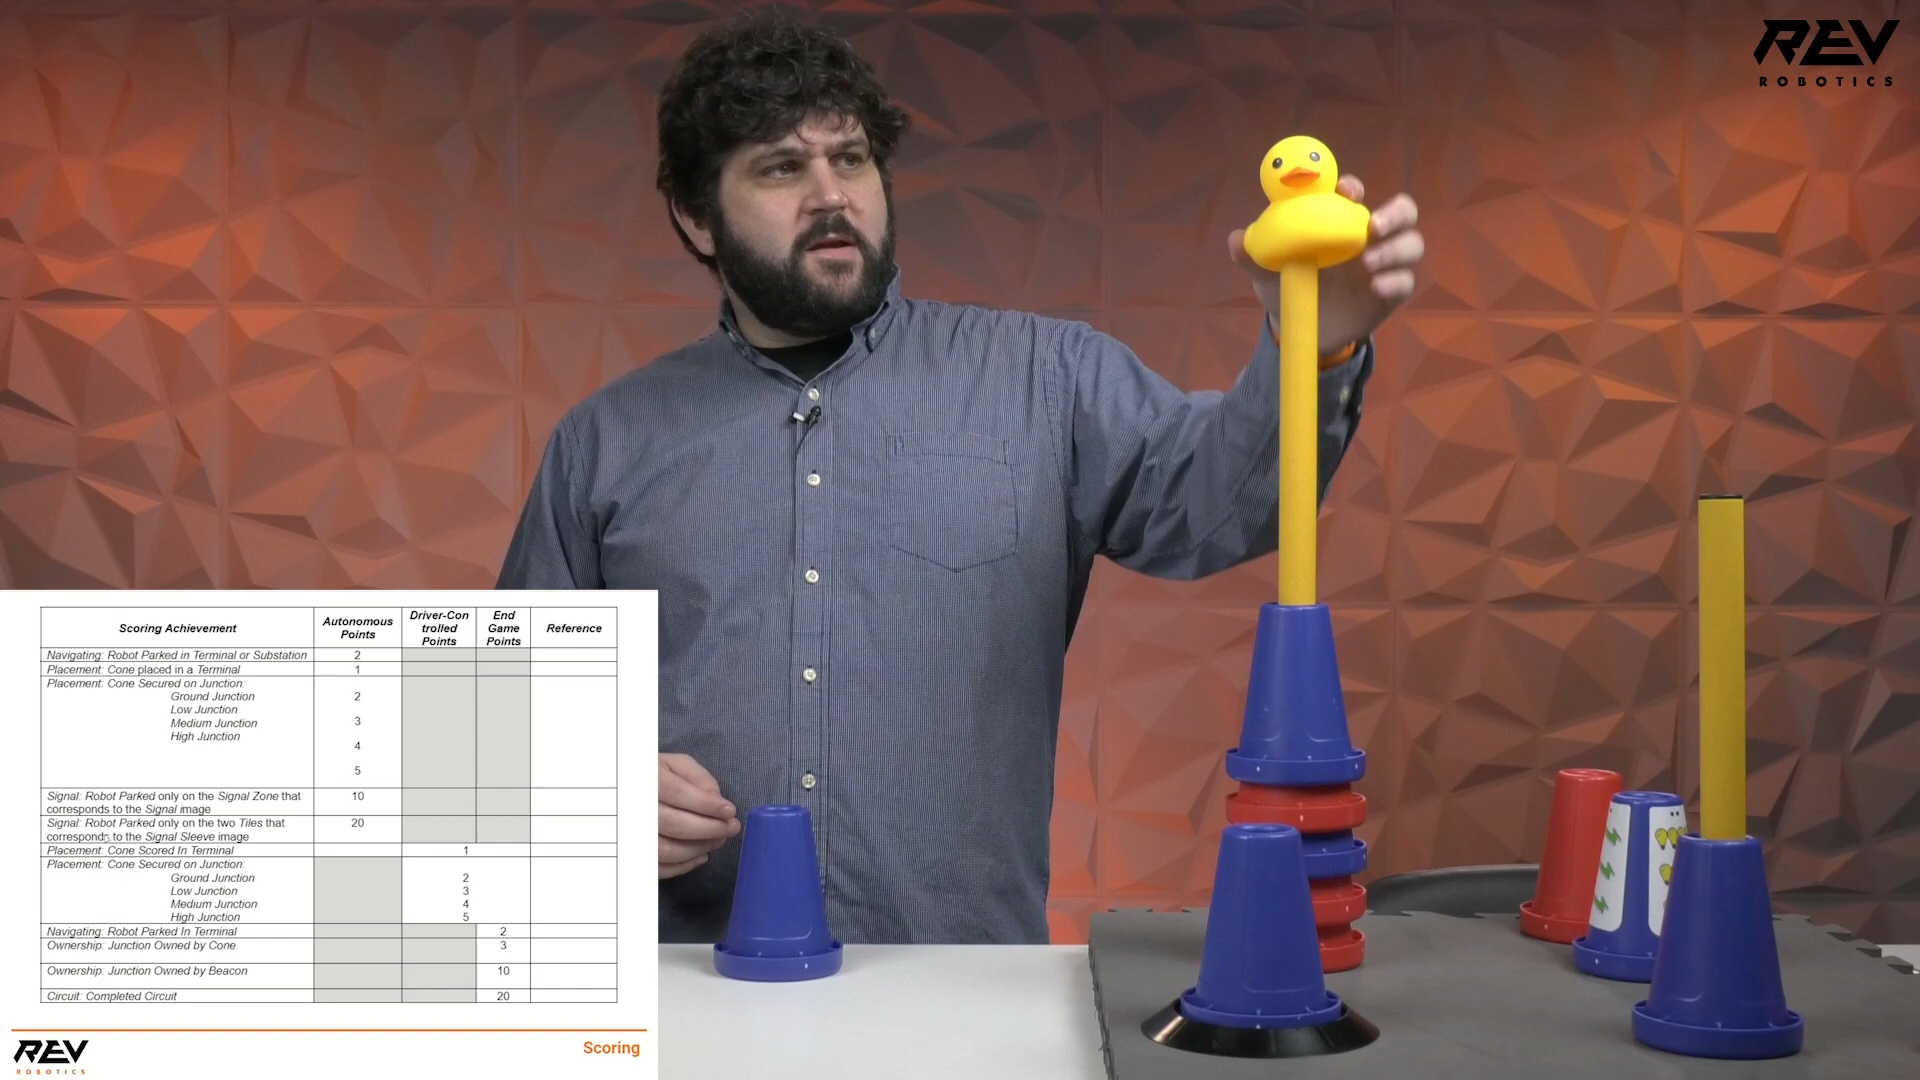 REV
ROBOTICS
Scoring Achievement
Autonomous
Points
Driver-Con
trolled
Points
End
Game
Points
Reference
Navigating: Robot Parked in Terminal or Substation
2
Placement: Cone placed in a Terminal
1
Placement: Cone Secured on Junction:
Ground Junction
2
Low Junction
3
Medium Junction
4
High Junction
5
Signal: Robot Parked only on the Signal Zone that
corresponds to the Signal image
10
Signal: Robot Parked only on the two Tiles that
corresponds to the Signal Sleeve image
20
Placement: Cone Scored In Terminal
1
Placement: Cone Secured on Junction:
Ground Junction
2
Low Junction
3
Medium Junction
4
High Junction
5
Navigating: Robot Parked In Terminal
2
Ownership: Junction Owned by Cone
3
Ownership: Junction Owned by Beacon
10
Circuit: Completed Circuit
20
REV
ROBOTICS
Scoring